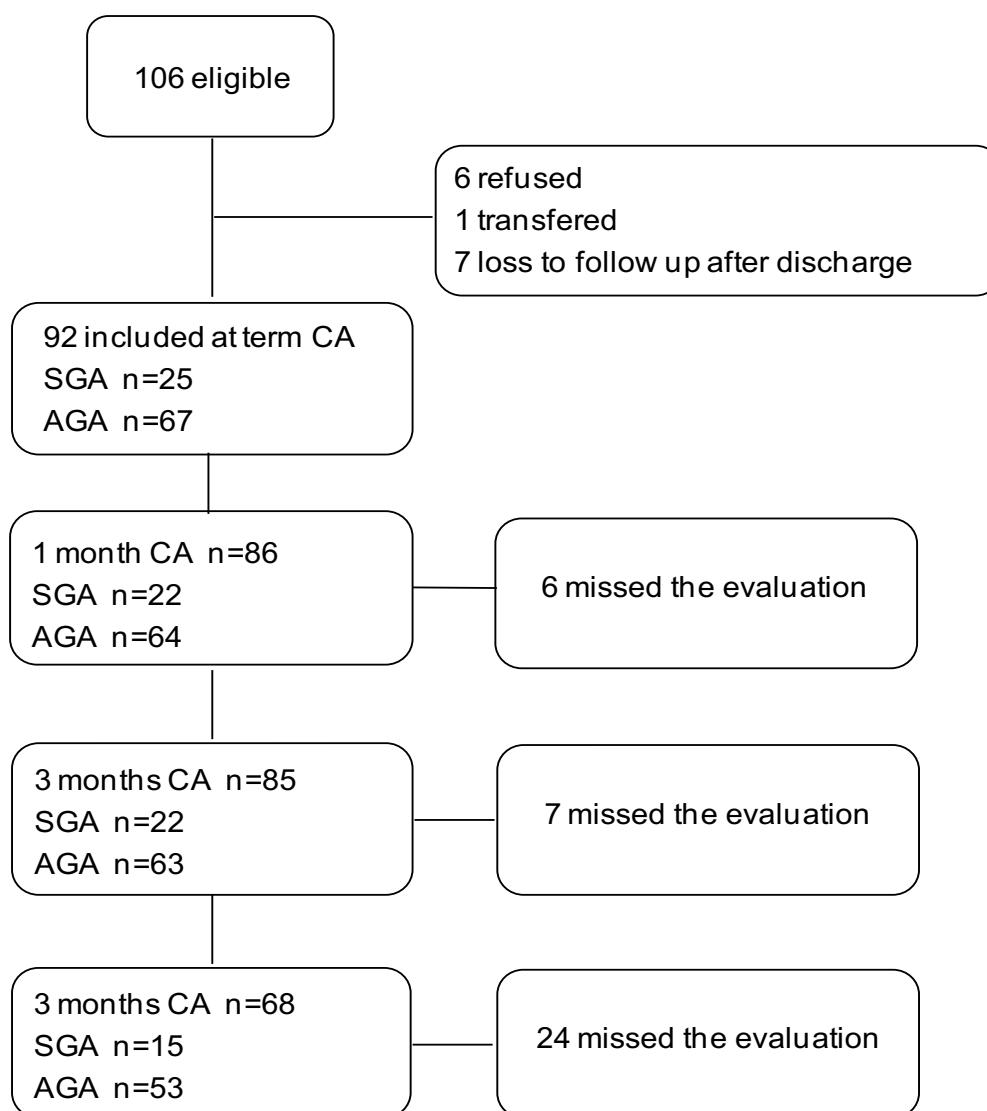 106 eligible
6 refused
1 transfered
7 loss to follow up after discharge
92 included at term CA
SGA n=25
AGA n=67
1 month CA n=86
SGA n=22
AGA n=64
6 missed the evaluation
3 months CA n=85
SGA n=22
AGA n=63
7 missed the evaluation
3 months CA n=68
SGA n=15
AGA n=53
24 missed the evaluation